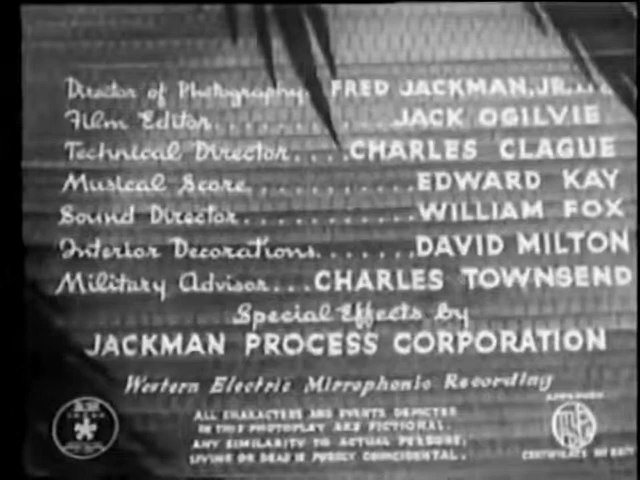 Director of Photography FRED JACKMAN, JR.
Film Editor...........JACK OGILVIE
Technical Director....CHARLES CLAGUE
Musical Score..........EDWARD KAY
Sound Director...........WILLIAM FOX
Interior Decorations.......DAVID MILTON
Military Advisor...CHARLES TOWNSEND
Special Effects by
JACKMAN PROCESS CORPORATION
Western Electric Mirrophonic Recording
ALL CHARACTERS AND EVENTS DEPICTED
IN THIS PHOTOPLAY ARE FICTIONAL.
ANY SIMILARITY TO ACTUAL PERSONS,
LIVING OR DEAD IS PURELY COINCIDENTAL.
APPROVED
CERTIFICATE NO